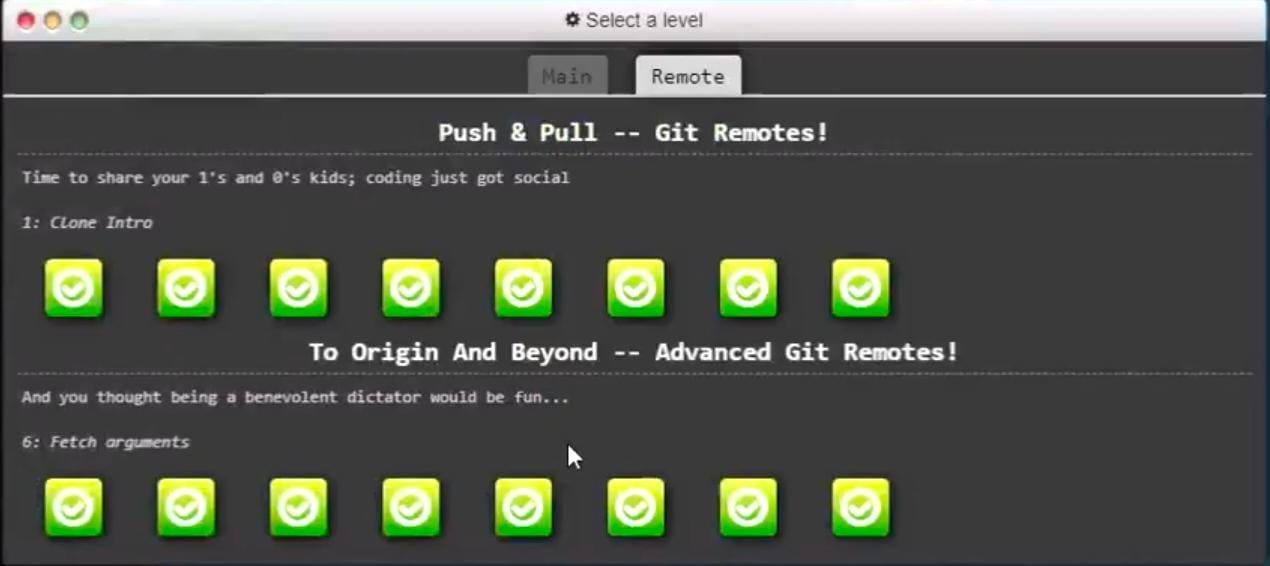 Select a level
Main
Remote
Push & Pull -- Git Remotes!
Time to share your 1's and 0's kids; coding just got social
1: Clone Intro
To Origin And Beyond -- Advanced Git Remotes!
And you thought being a benevolent dictator would be fun...
6: Fetch arguments